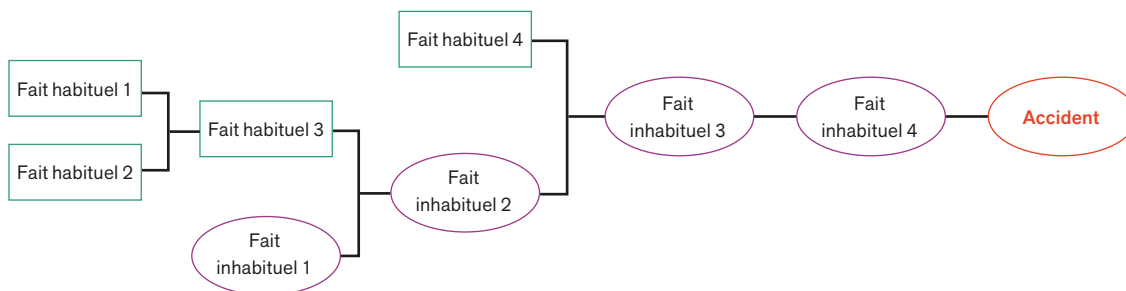 Fait habituel 1
Fait habituel 2
Fait habituel 3
Fait
inhabituel 1
Fait habituel 4
Fait
inhabituel 2
Fait
inhabituel 3
Fait
inhabituel 4
Accident